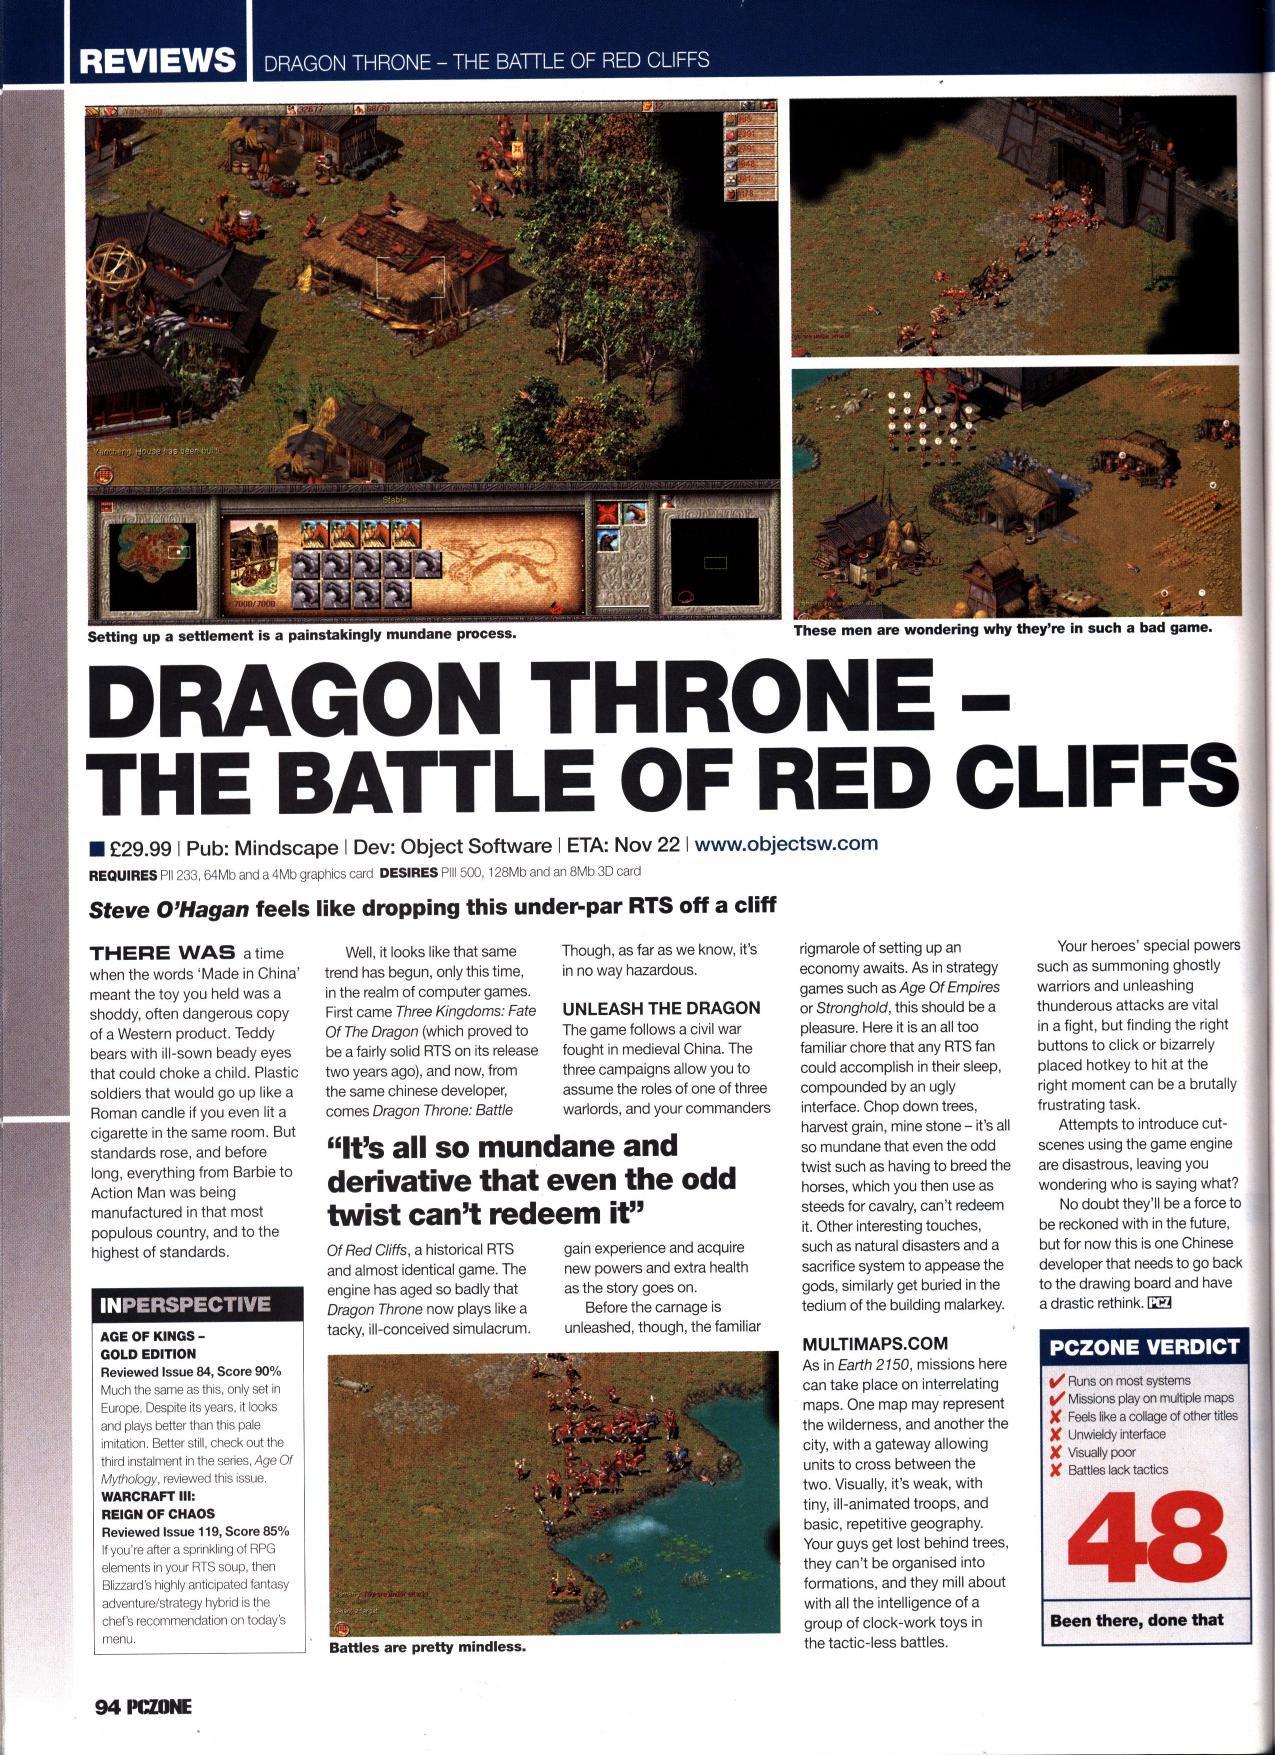 REVIEWS
DRAGON THRONE – THE BATTLE OF RED CLIFFS
Yancheng House has been built
Stable
7000/7000
Setting up a settlement is a painstakingly mundane process.
These men are wondering why they're in such a bad game.
DRAGON THRONE –
THE BATTLE OF RED CLIFFS
£29.99 | Pub: Mindscape | Dev: Object Software | ETA: Nov 22 | www.objectsw.com
REQUIRES PII 233, 64Mb and a 4Mb graphics card DESIRES PIII 500, 128Mb and an 8Mb 3D card
Steve O'Hagan feels like dropping this under-par RTS off a cliff
THERE WAS a time
when the words 'Made in China'
meant the toy you held was a
shoddy, often dangerous copy
of a Western product. Teddy
bears with ill-sown beady eyes
that could choke a child. Plastic
soldiers that would go up like a
Roman candle if you even lit a
cigarette in the same room. But
standards rose, and before
long, everything from Barbie to
Action Man was being
manufactured in that most
populous country, and to the
highest of standards.
Well, it looks like that same
trend has begun, only this time,
in the realm of computer games.
First came Three Kingdoms: Fate
Of The Dragon (which proved to
be a fairly solid RTS on its release
two years ago), and now, from
the same chinese developer,
comes Dragon Throne: Battle
"It's all so mundane and
derivative that even the odd
twist can't redeem it"
Of Red Cliffs, a historical RTS
and almost identical game. The
engine has aged so badly that
Dragon Throne now plays like a
tacky, ill-conceived simulacrum.
Though, as far as we know, it's
in no way hazardous.
UNLEASH THE DRAGON
The game follows a civil war
fought in medieval China. The
three campaigns allow you to
assume the roles of one of three
warlords, and your commanders
gain experience and acquire
new powers and extra health
as the story goes on.
Before the carnage is
unleashed, though, the familiar
rigmarole of setting up an
economy awaits. As in strategy
games such as Age Of Empires
or Stronghold, this should be a
pleasure. Here it is an all too
familiar chore that any RTS fan
could accomplish in their sleep,
compounded by an ugly
interface. Chop down trees,
harvest grain, mine stone – it's all
so mundane that even the odd
twist such as having to breed the
horses, which you then use as
steeds for cavalry, can't redeem
it. Other interesting touches,
such as natural disasters and a
sacrifice system to appease the
gods, similarly get buried in the
tedium of the building malarkey.
MULTIMAPS.COM
As in Earth 2150, missions here
can take place on interrelating
maps. One map may represent
the wilderness, and another the
city, with a gateway allowing
units to cross between the
two. Visually, it's weak, with
tiny, ill-animated troops, and
basic, repetitive geography.
Your guys get lost behind trees,
they can't be organised into
formations, and they mill about
with all the intelligence of a
group of clock-work toys in
the tactic-less battles.
Your heroes' special powers
such as summoning ghostly
warriors and unleashing
thunderous attacks are vital
in a fight, but finding the right
buttons to click or bizarrely
placed hotkey to hit at the
right moment can be a brutally
frustrating task.
Attempts to introduce cut-
scenes using the game engine
are disastrous, leaving you
wondering who is saying what?
No doubt they'll be a force to
be reckoned with in the future,
but for now this is one Chinese
developer that needs to go back
to the drawing board and have
a drastic rethink. PCZ
INPERSPECTIVE
AGE OF KINGS –
GOLD EDITION
Reviewed Issue 84, Score 90%
Much the same as this, only set in
Europe. Despite its years, it looks
and plays better than this pale
imitation. Better still, check out the
third instalment in the series, Age Of
Mythology, reviewed this issue.
WARCRAFT III:
REIGN OF CHAOS
Reviewed Issue 119, Score 85%
If you're after a sprinkling of RPG
elements in your RTS soup, then
Blizzard's highly anticipated fantasy
adventure/strategy hybrid is the
chef's recommendation on today's
menu.
Battles are pretty mindless.
PCZONE VERDICT
Runs on most systems
Missions play on multiple maps
Feels like a collage of other titles
Unwieldy interface
Visually poor
Battles lack tactics
48
Been there, done that
94 PCZONE